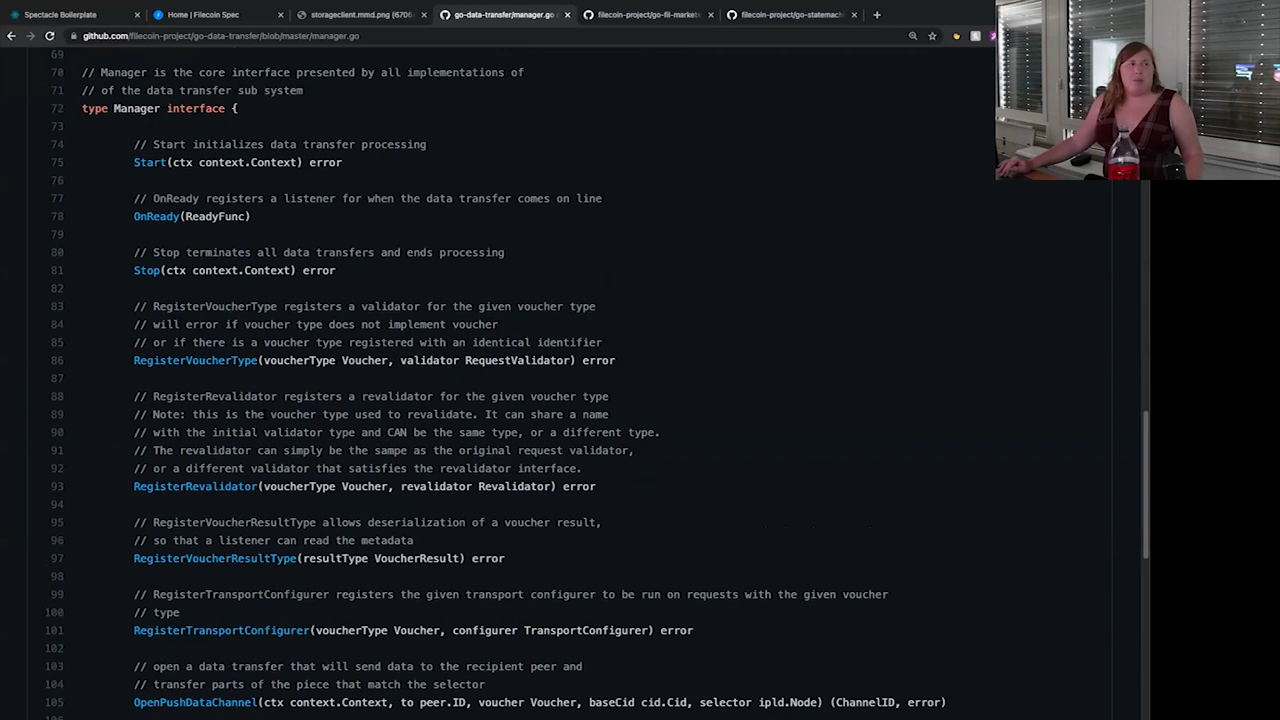 Spectacle Boilerplate
Home | Filecoin Spec
storageclient.mmd.png (6706
go-data-transfer/manager.go
filecoin-project/go-fil-market
filecoin-project/go-statemach
github.com/filecoin-project/go-data-transfer/blob/master/manager.go
69
70 // Manager is the core interface presented by all implementations of
71 // of the data transfer sub system
72 type Manager interface {
73
74 // Start initializes data transfer processing
75 Start(ctx context.Context) error
76
77 // OnReady registers a listener for when the data transfer comes on line
78 OnReady(ReadyFunc)
79
80 // Stop terminates all data transfers and ends processing
81 Stop(ctx context.Context) error
82
83 // RegisterVoucherType registers a validator for the given voucher type
84 // will error if voucher type does not implement voucher
85 // or if there is a voucher type registered with an identical identifier
86 RegisterVoucherType(voucherType Voucher, validator RequestValidator) error
87
88 // RegisterRevalidator registers a revalidator for the given voucher type
89 // Note: this is the voucher type used to revalidate. It can share a name
90 // with the initial validator type and CAN be the same type, or a different type.
91 // The revalidator can simply be the sampe as the original request validator,
92 // or a different validator that satisfies the revalidator interface.
93 RegisterRevalidator(voucherType Voucher, revalidator Revalidator) error
94
95 // RegisterVoucherResultType allows deserialization of a voucher result,
96 // so that a listener can read the metadata
97 RegisterVoucherResultType(resultType VoucherResult) error
98
99 // RegisterTransportConfigurer registers the given transport configurer to be run on requests with the given voucher
100 // type
101 RegisterTransportConfigurer(voucherType Voucher, configurer TransportConfigurer) error
102
103 // open a data transfer that will send data to the recipient peer and
104 // transfer parts of the piece that match the selector
105 OpenPushDataChannel(ctx context.Context, to peer.ID, voucher Voucher, baseCid cid.Cid, selector ipld.Node) (ChannelID, error)